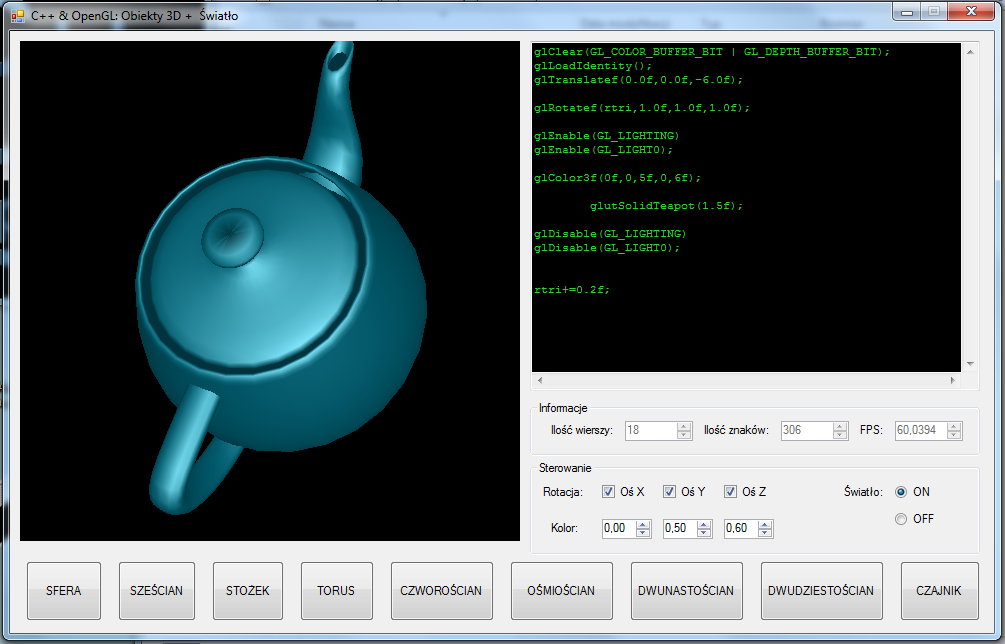 C++ & OpenGL: Obiekty 3D + Światło
glClear(GL_COLOR_BUFFER_BIT | GL_DEPTH_BUFFER_BIT);
glLoadIdentity();
glTranslatef(0.0f,0.0f,-6.0f);
glRotatef(rtri,1.0f,1.0f,1.0f);
glEnable(GL_LIGHTING)
glEnable(GL_LIGHT0);
glColor3f(0f,0,5f,0,6f);
glutSolidTeapot(1.5f);
glDisable(GL_LIGHTING)
glDisable(GL_LIGHT0);
rtri+=0.2f;
Informacje
Ilość wierszy: 18 Ilość znaków: 306 FPS: 60,0394
Sterowanie
Rotacja: Oś X Oś Y Oś Z Światło: ON
OFF
Kolor: 0,00 0,50 0,60
SFERA SZEŚCIAN STOŻEK TORUS CZWOROŚCIAN OŚMIOŚCIAN DWUNASTOŚCIAN DWUDZIESTOŚCIAN CZAJNIK